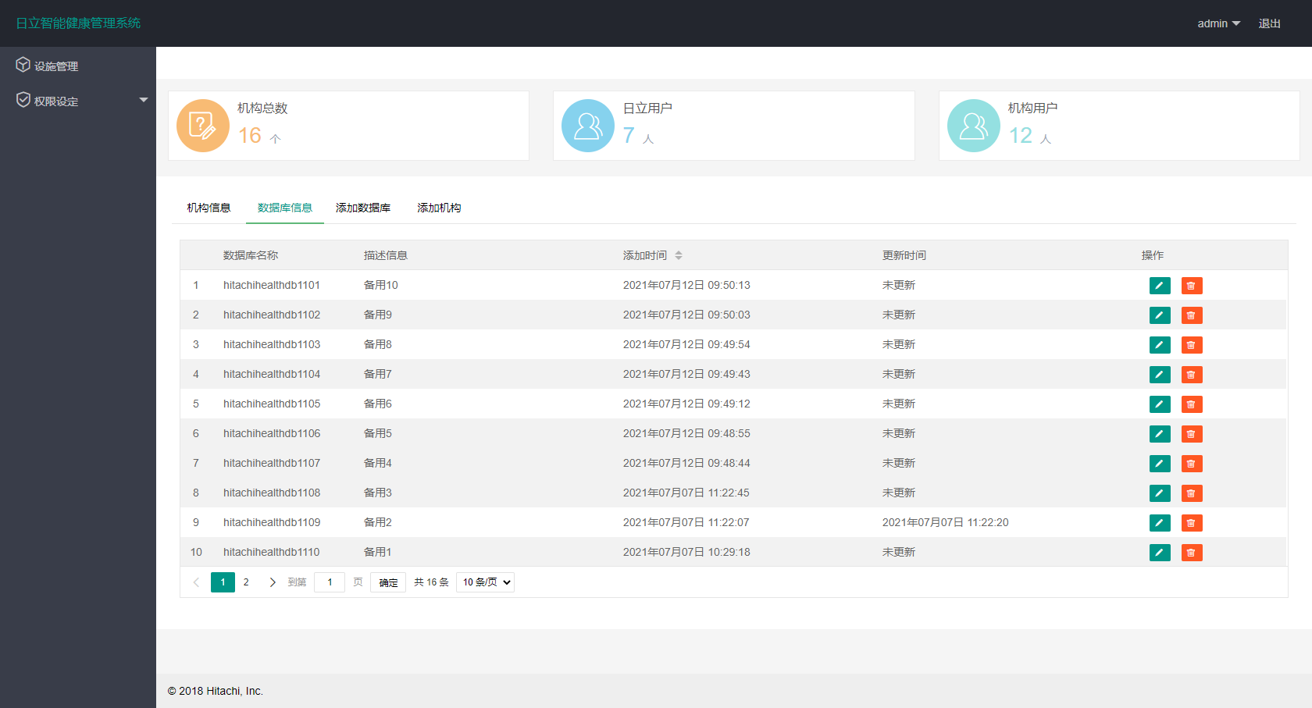 日立智能健康管理系统
admin 退出
设施管理
权限设定
机构总数
16 个
日立用户
7 人
机构用户
12 人
机构信息 数据库信息 添加数据库 添加机构
数据库名称 描述信息 添加时间 更新时间 操作
1 hitachihealthdb1101 备用10 2021年07月12日 09:50:13 未更新
2 hitachihealthdb1102 备用9 2021年07月12日 09:50:03 未更新
3 hitachihealthdb1103 备用8 2021年07月12日 09:49:54 未更新
4 hitachihealthdb1104 备用7 2021年07月12日 09:49:43 未更新
5 hitachihealthdb1105 备用6 2021年07月12日 09:49:12 未更新
6 hitachihealthdb1106 备用5 2021年07月12日 09:48:55 未更新
7 hitachihealthdb1107 备用4 2021年07月12日 09:48:44 未更新
8 hitachihealthdb1108 备用3 2021年07月07日 11:22:45 未更新
9 hitachihealthdb1109 备用2 2021年07月07日 11:22:07 2021年07月07日 11:22:20
10 hitachihealthdb1110 备用1 2021年07月07日 10:29:18 未更新
1 2 到第 1 页 确定 共 16 条 10 条/页
© 2018 Hitachi, Inc.